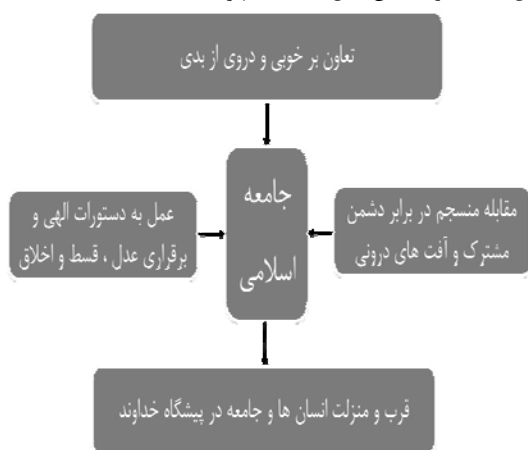 تعاون بر خوبی و دروی از بدی
جامعه
اسلامی
مقابله منسجم در برابر دشمن
مشترک و آفت های درونی
عمل به دستورات الهی و
برقراری عدل ، قسط و اخلاق
قرب و منزلت انسان ها و جامعه در پیشگاه خداوند